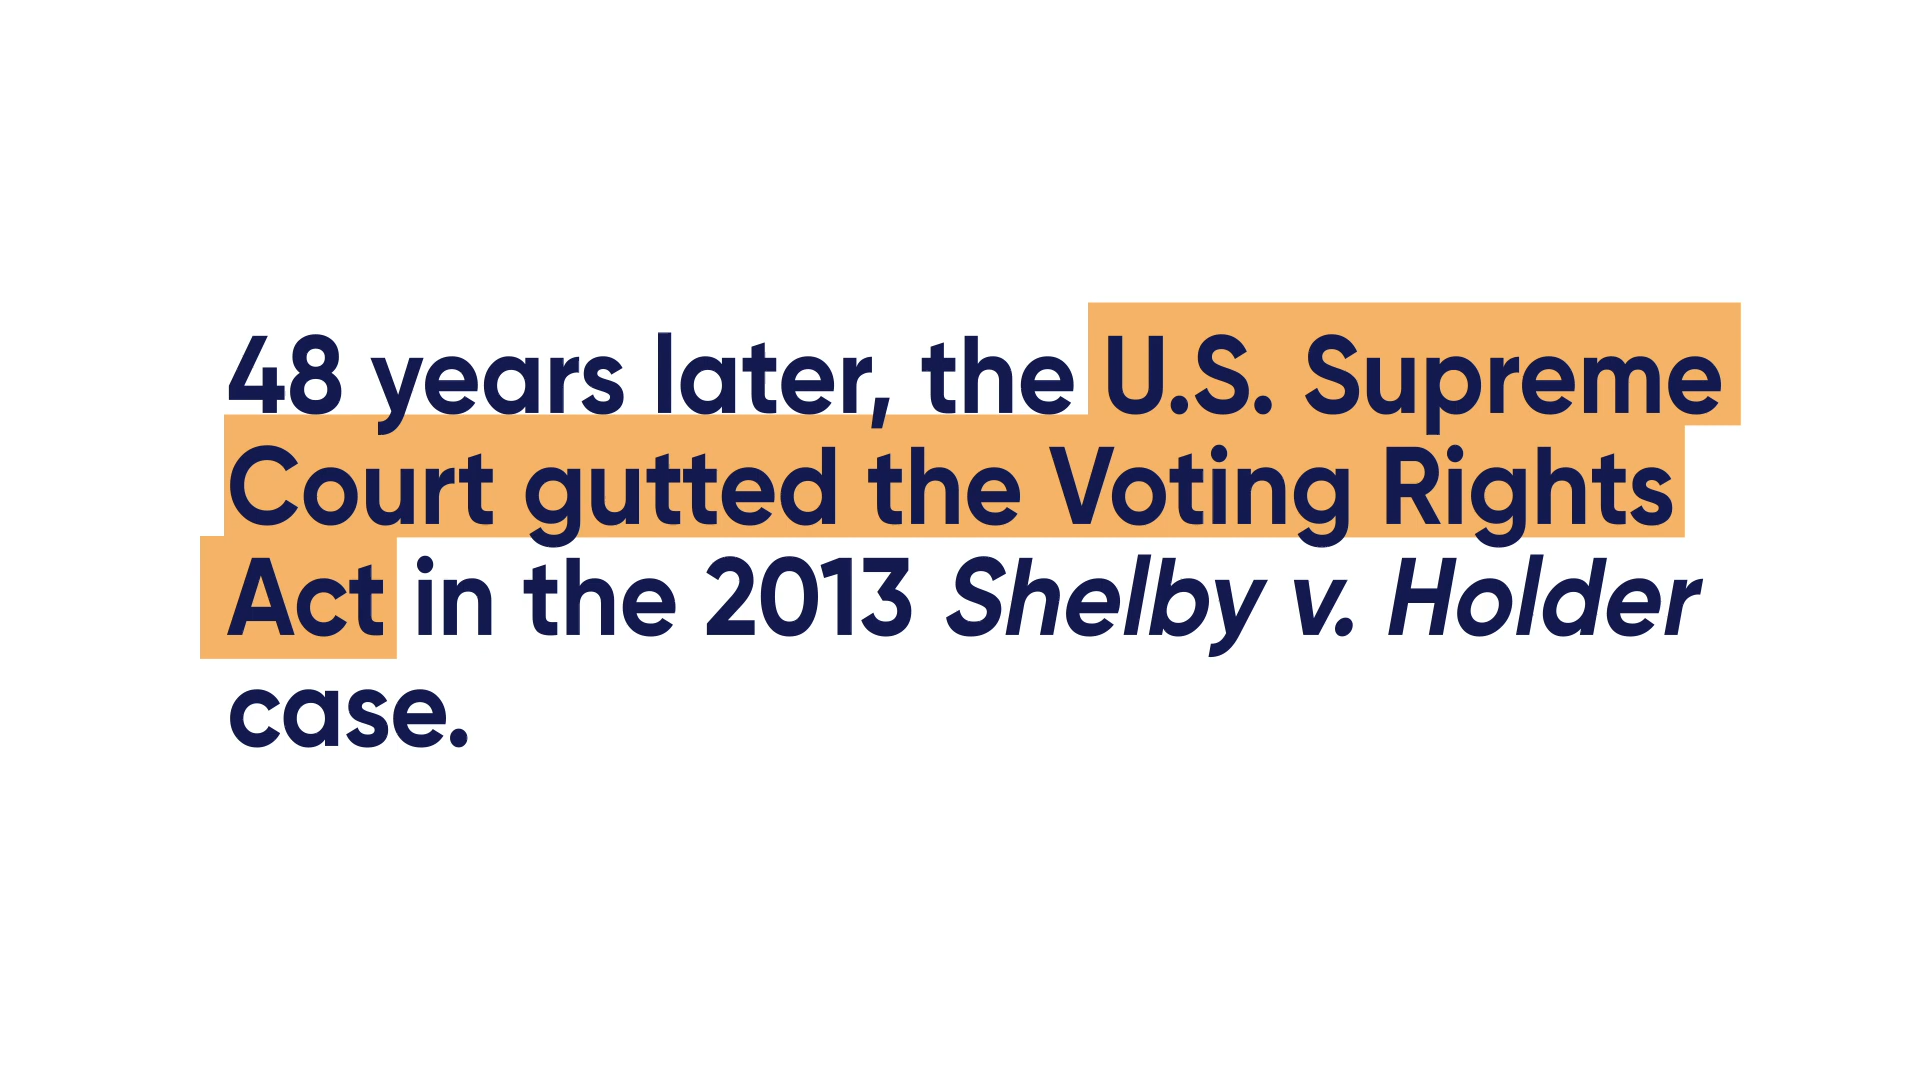 48 years later, the U.S. Supreme
Court gutted the Voting Rights
Act in the 2013 Shelby v. Holder
case.